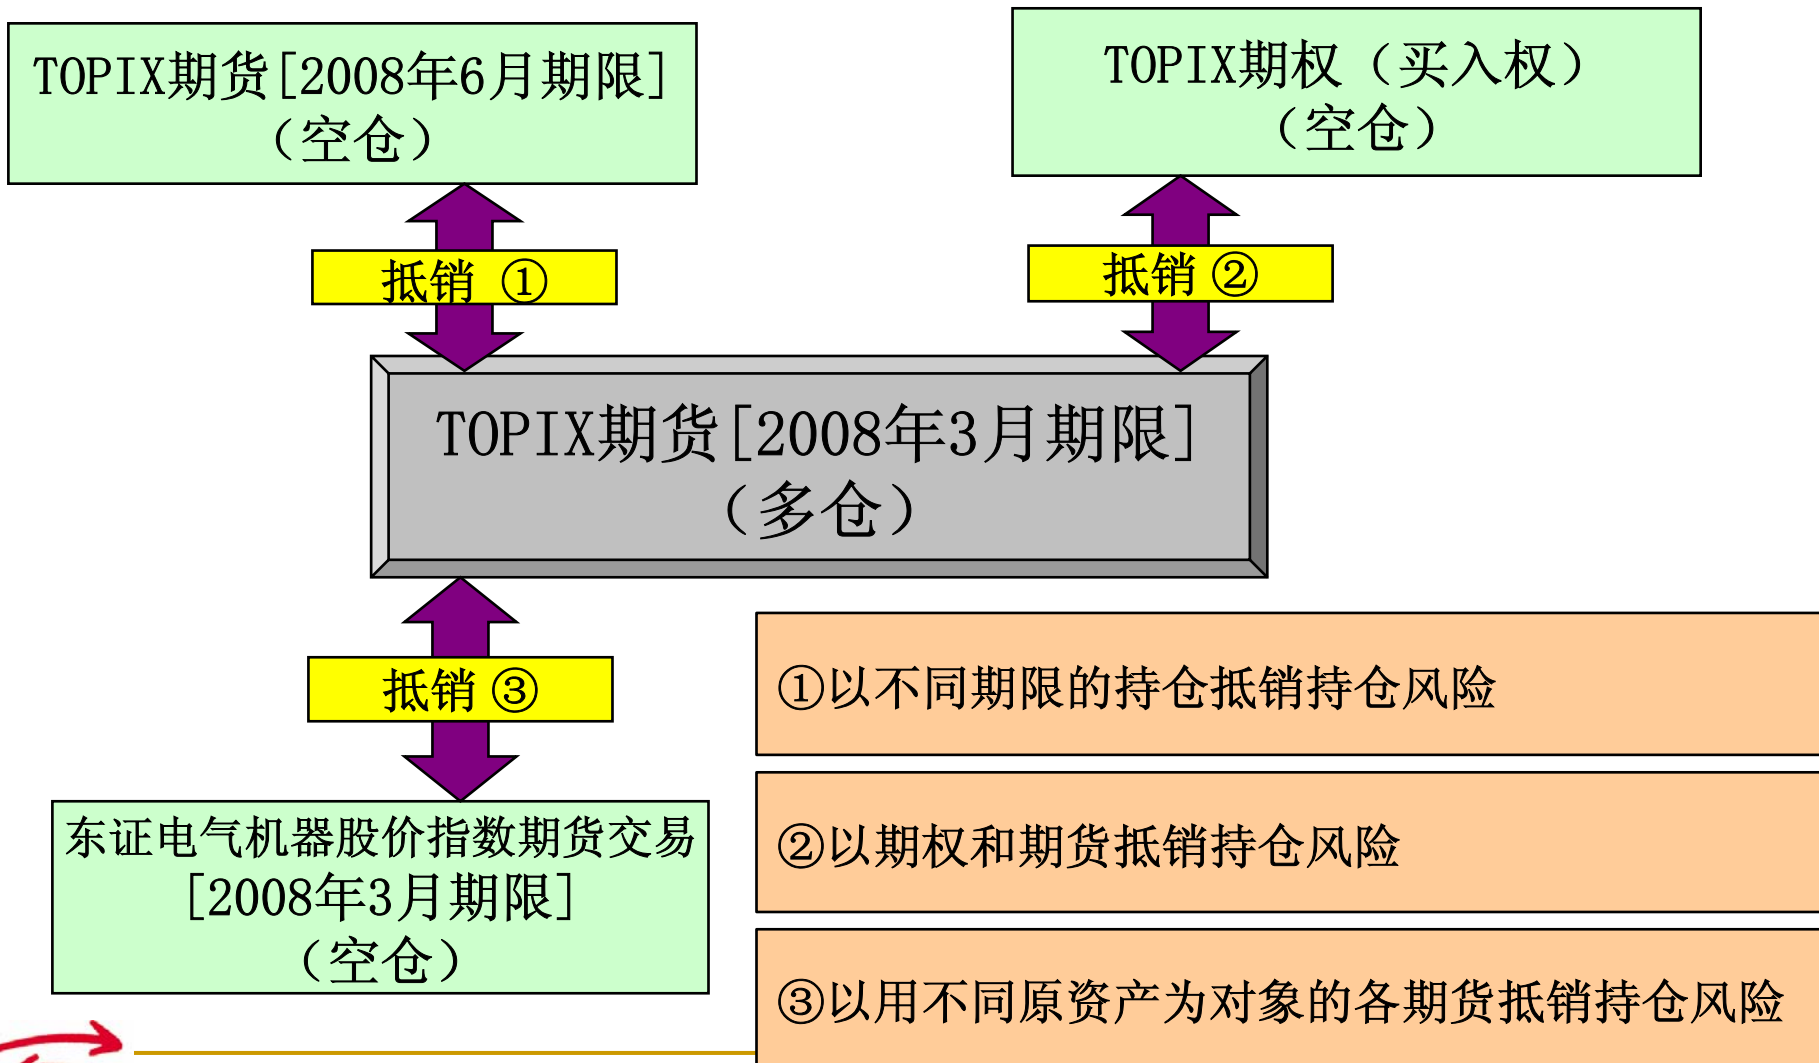 TOPIX期货[2008年6月期限]
（空仓）
TOPIX期权（买入权）
（空仓）
抵销 ①
抵销 ②
TOPIX期货[2008年3月期限]
（多仓）
抵销 ③
东证电气机器股价指数期货交易
[2008年3月期限]
（空仓）
①以不同期限的持仓抵销持仓风险
②以期权和期货抵销持仓风险
③以用不同原资产为对象的各期货抵销持仓风险